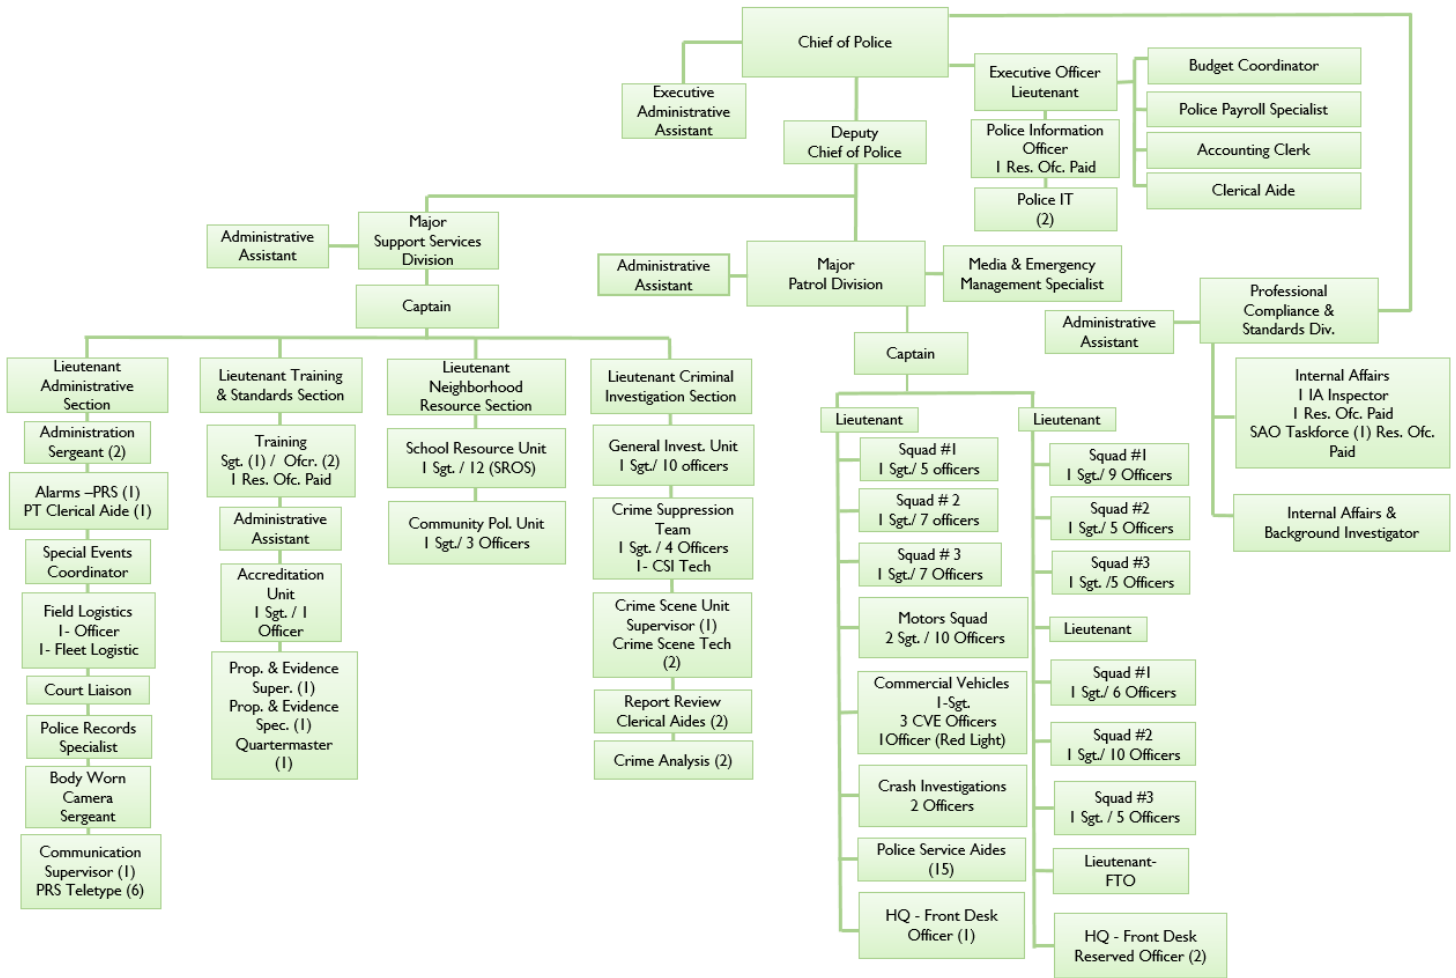 Chief of Police
Executive
Administrative
Assistant
Executive Officer
Lieutenant
Budget Coordinator
Police Payroll Specialist
Accounting Clerk
Clerical Aide
Police Information
Officer
1 Res. Ofc. Paid
Police IT
(2)
Deputy
Chief of Police
Major
Support Services
Division
Administrative
Assistant
Captain
Major
Patrol Division
Administrative
Assistant
Media & Emergency
Management Specialist
Professional
Compliance &
Standards Div.
Administrative
Assistant
Internal Affairs
1 IA Inspector
1 Res. Ofc. Paid
SAO Taskforce (1) Res. Ofc.
Paid
Internal Affairs &
Background Investigator
Lieutenant
Administrative
Section
Administration
Sergeant (2)
Alarms –PRS (1)
PT Clerical Aide (1)
Special Events
Coordinator
Field Logistics
1- Officer
1- Fleet Logistic
Court Liaison
Police Records
Specialist
Body Worn
Camera
Sergeant
Communication
Supervisor (1)
PRS Teletype (6)
Lieutenant Training
& Standards Section
Training
Sgt. (1) / Ofcr. (2)
1 Res. Ofc. Paid
Administrative
Assistant
Accreditation
Unit
1 Sgt. / 1
Officer
Prop. & Evidence
Super. (1)
Prop. & Evidence
Spec. (1)
Quartermaster
(1)
Lieutenant
Neighborhood
Resource Section
School Resource Unit
1 Sgt. / 12 (SROS)
Community Pol. Unit
1 Sgt./ 3 Officers
Lieutenant Criminal
Investigation Section
General Invest. Unit
1 Sgt./ 10 officers
Crime Suppression
Team
1 Sgt. / 4 Officers
1- CSI Tech
Crime Scene Unit
Supervisor (1)
Crime Scene Tech
(2)
Report Review
Clerical Aides (2)
Crime Analysis (2)
Captain
Lieutenant
Squad #1
1 Sgt./ 5 officers
Squad # 2
1 Sgt./ 7 officers
Squad # 3
1 Sgt./ 7 Officers
Motors Squad
2 Sgt. / 10 Officers
Commercial Vehicles
1-Sgt.
3 CVE Officers
1Officer (Red Light)
Crash Investigations
2 Officers
Police Service Aides
(15)
HQ - Front Desk
Officer (1)
Lieutenant
Squad #1
1 Sgt./ 9 Officers
Squad #2
1 Sgt./ 5 Officers
Squad #3
1 Sgt. /5 Officers
Lieutenant
Squad #1
1 Sgt./ 6 Officers
Squad #2
1 Sgt./ 10 Officers
Squad #3
1 Sgt. / 5 Officers
Lieutenant-
FTO
HQ - Front Desk
Reserved Officer (2)